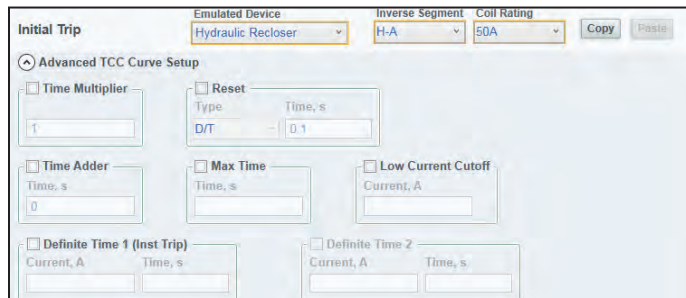 Emulated Device Inverse Segment Coil Rating
Initial Trip Hydraulic Recloser H-A 50A Copy Paste
Advanced TCC Curve Setup
Time Multiplier Reset
Type Time, s
1 D/T 0.1
Time Adder Max Time Low Current Cutoff
Time, s Time, s Current, A
0
Definite Time 1 (Inst Trip) Definite Time 2
Current, A Time, s Current, A Time, s